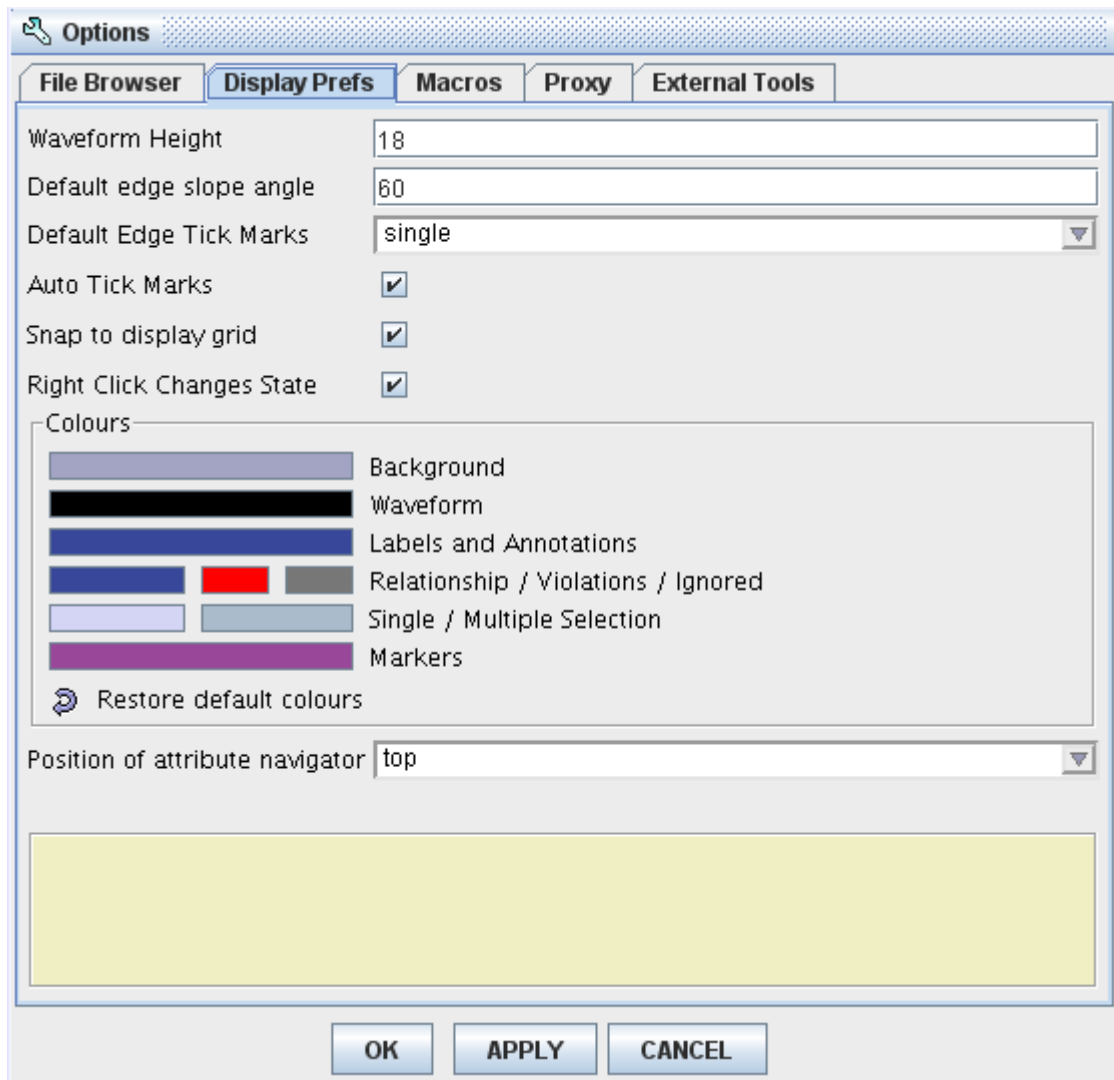 Options
File Browser Display Prefs Macros Proxy External Tools
Waveform Height 18
Default edge slope angle 60
Default Edge Tick Marks single
Auto Tick Marks
Snap to display grid
Right Click Changes State
Colours
Background
Waveform
Labels and Annotations
Relationship / Violations / Ignored
Single / Multiple Selection
Markers
Restore default colours
Position of attribute navigator top
OK APPLY CANCEL